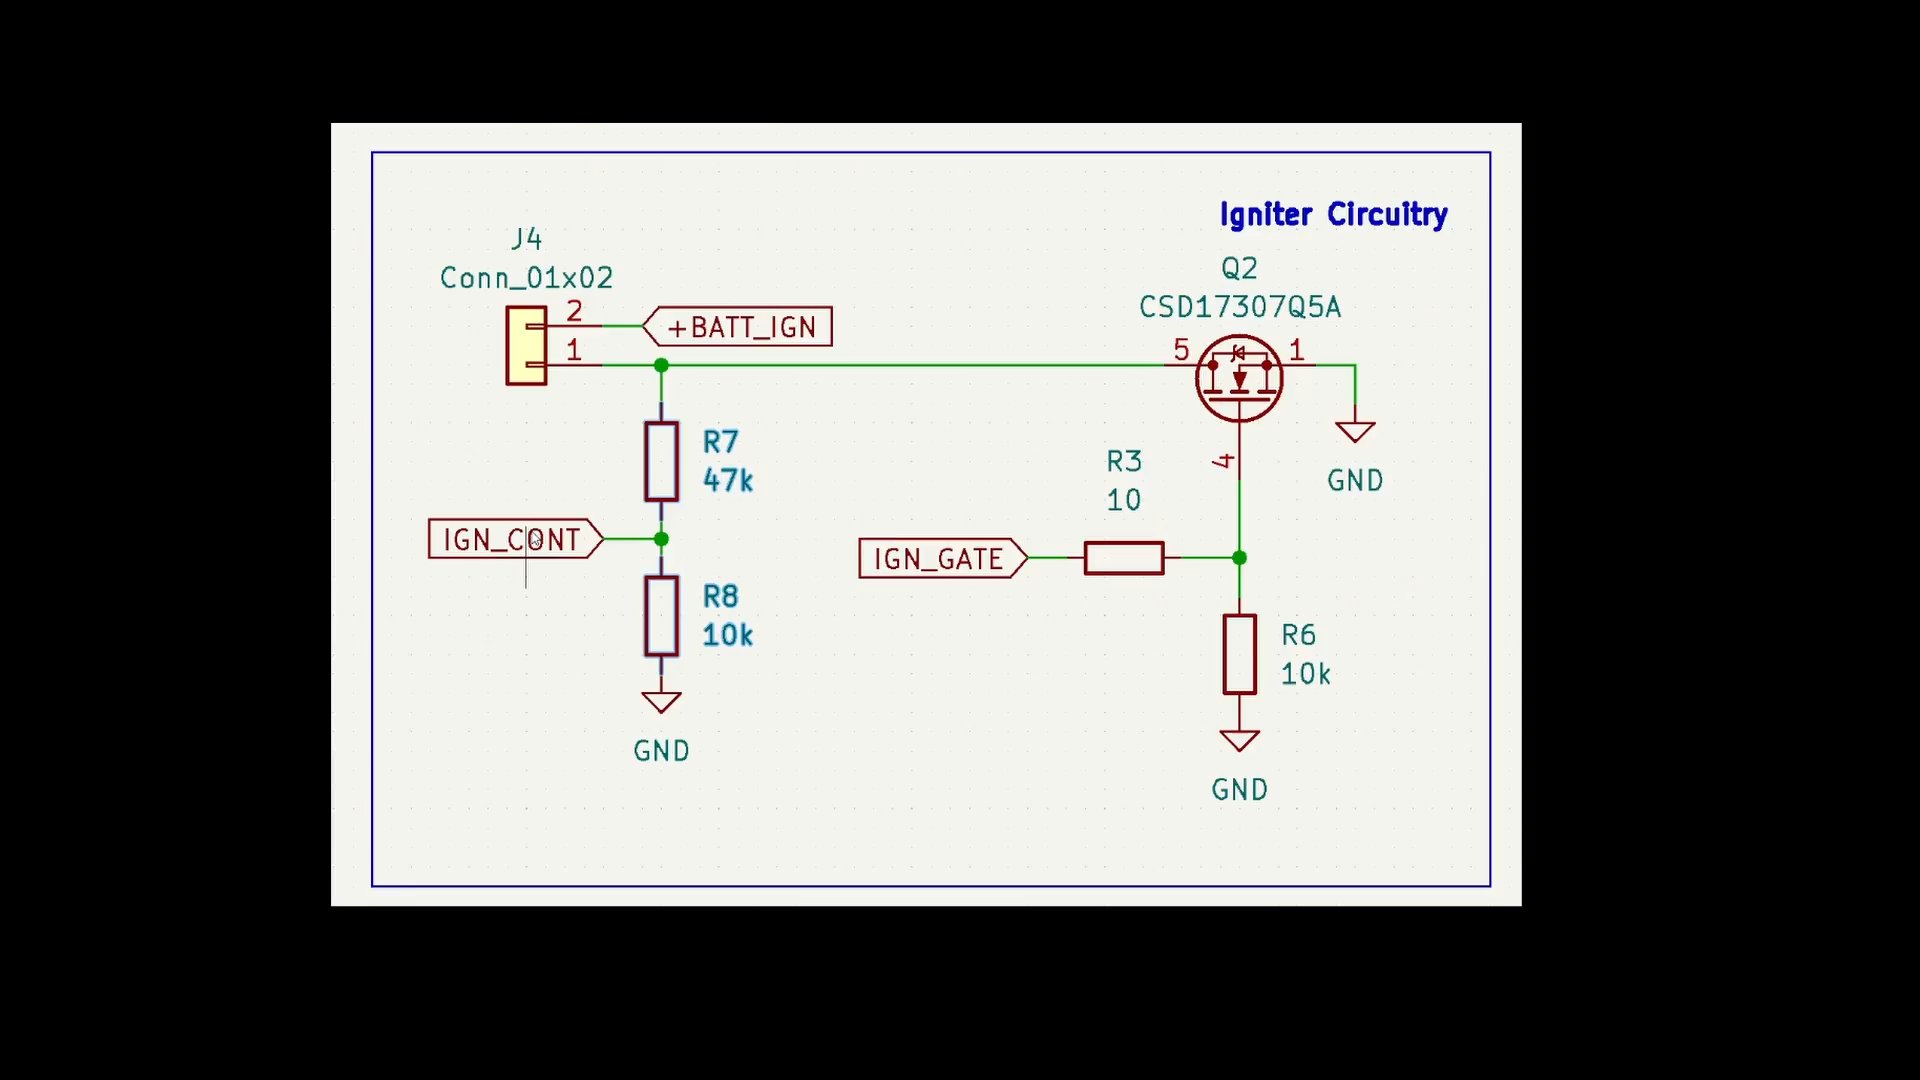 Igniter Circuitry
J4
Conn_01x02
2
+BATT_IGN
1
Q2
CSD17307Q5A
5
1
4
GND
R7
47k
IGN_CONT
R8
10k
GND
R3
10
IGN_GATE
R6
10k
GND